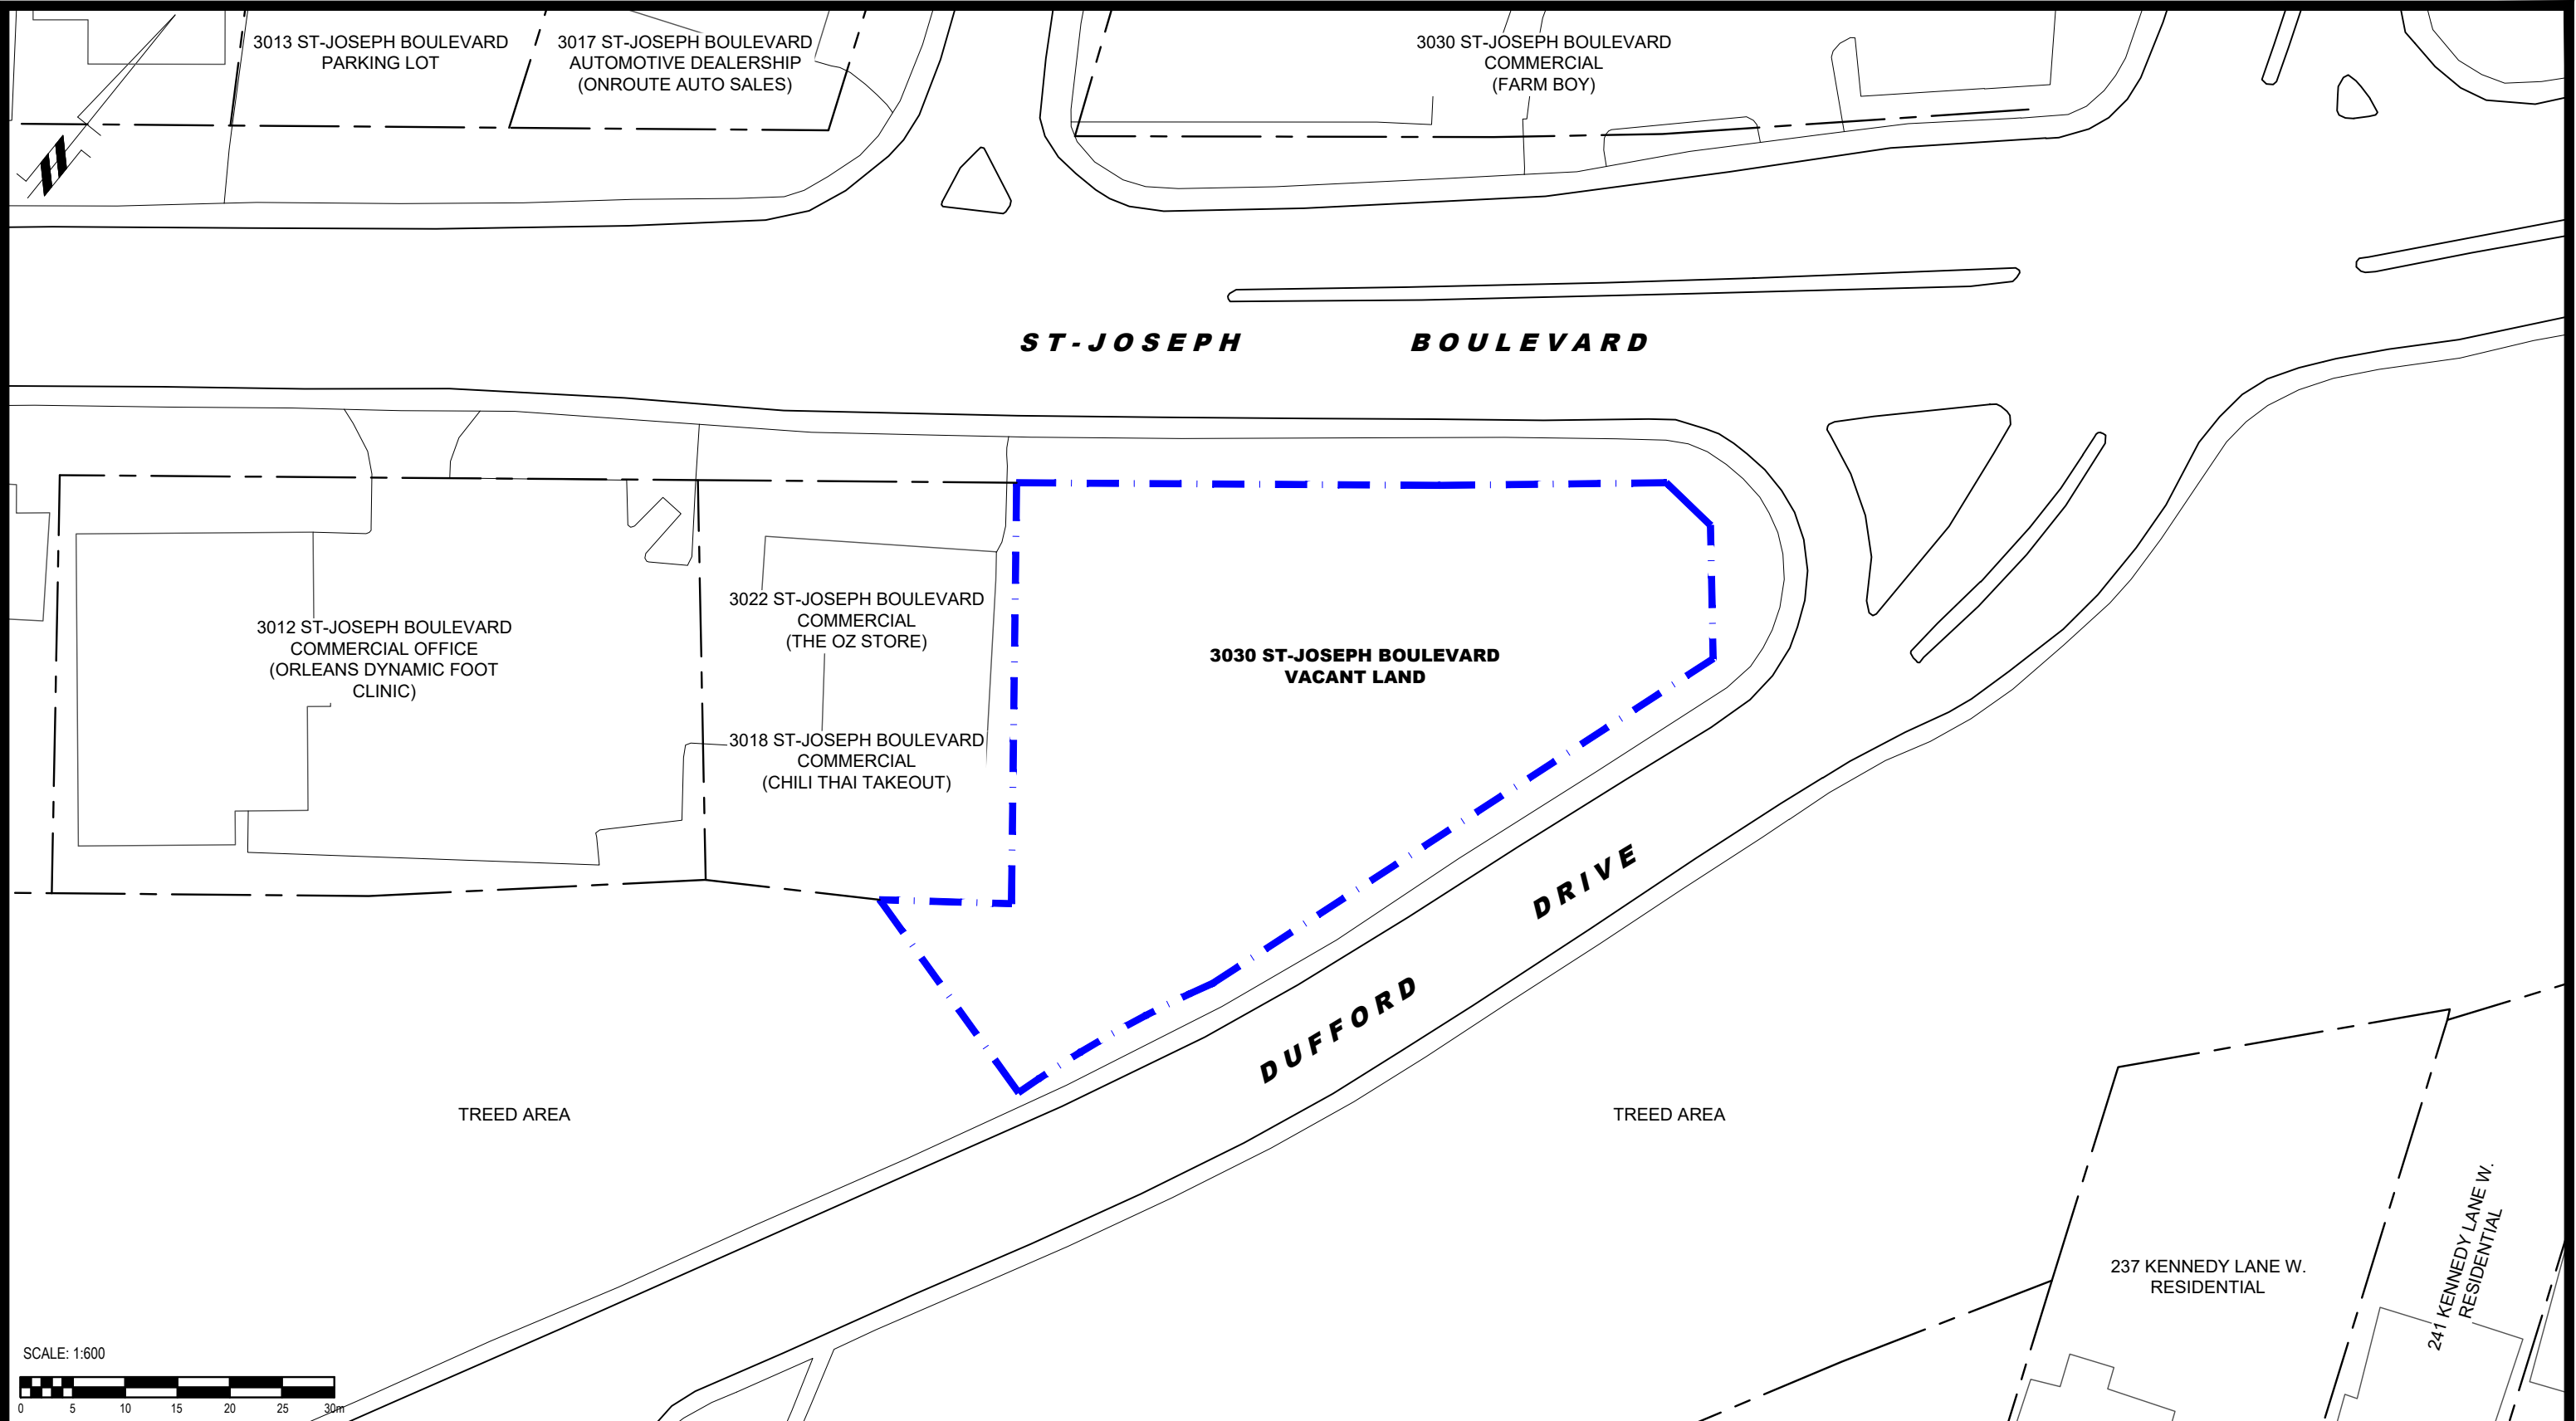 3013 ST-JOSEPH BOULEVARD
PARKING LOT
3017 ST-JOSEPH BOULEVARD
AUTOMOTIVE DEALERSHIP
(ONROUTE AUTO SALES)
3030 ST-JOSEPH BOULEVARD
COMMERCIAL
(FARM BOY)
ST-JOSEPH BOULEVARD
3012 ST-JOSEPH BOULEVARD
COMMERCIAL OFFICE
(ORLEANS DYNAMIC FOOT
CLINIC)
3022 ST-JOSEPH BOULEVARD
COMMERCIAL
(THE OZ STORE)
3018 ST-JOSEPH BOULEVARD
COMMERCIAL
(CHILI THAI TAKEOUT)
3030 ST-JOSEPH BOULEVARD
VACANT LAND
DUFFORD DRIVE
TREED AREA
TREED AREA
237 KENNEDY LANE W.
RESIDENTIAL
241 KENNEDY LANE W.
RESIDENTIAL
SCALE: 1:600
0 5 10 15 20 25 30m